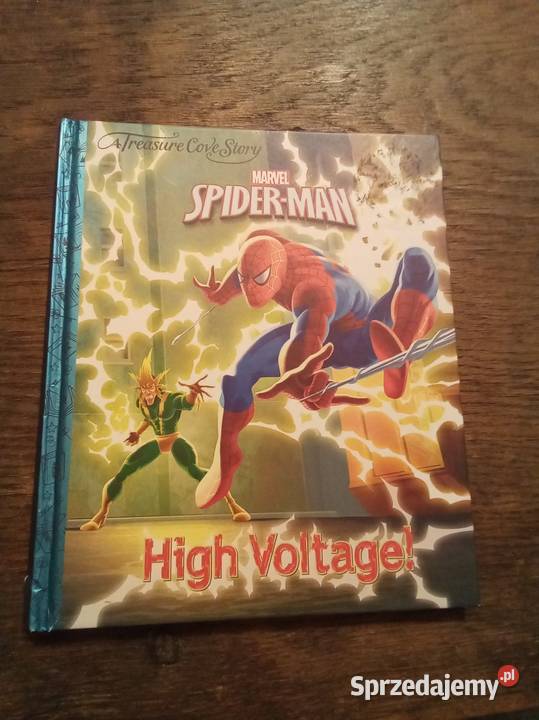 A Treasure Cove Story
MARVEL
SPIDER-MAN
High Voltage!
Sprzedajemy.pl